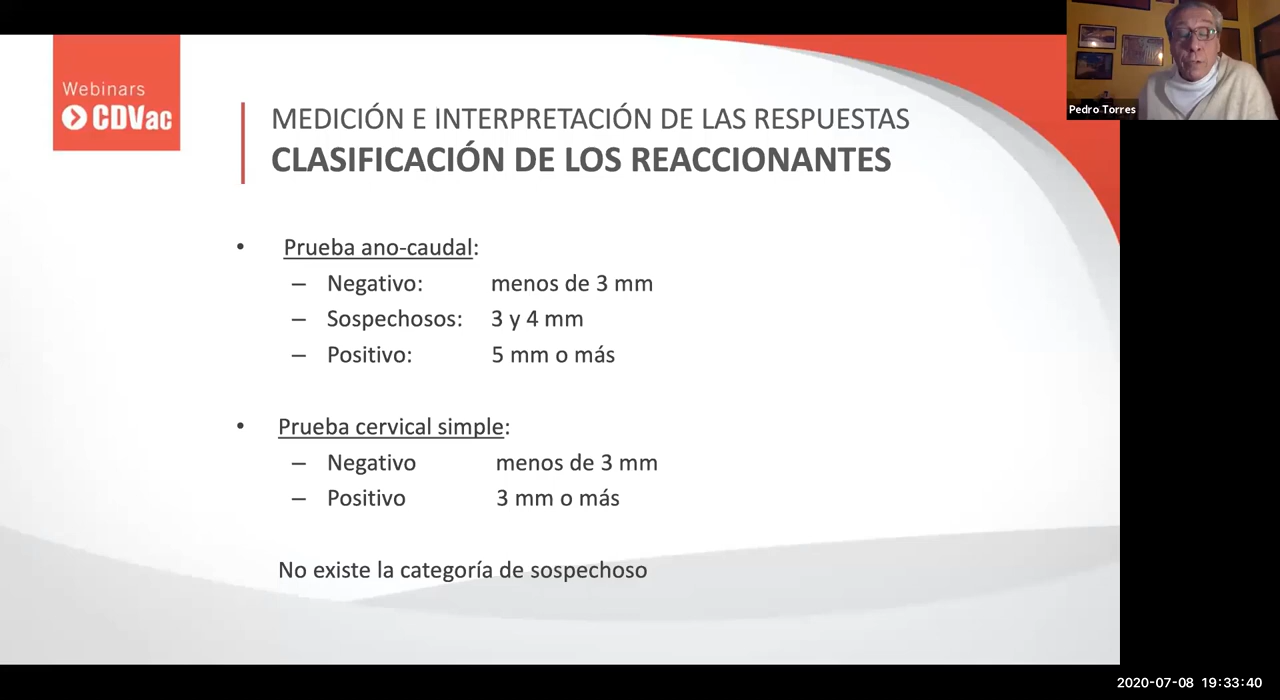 Webinars
CDVac
MEDICIÓN E INTERPRETACIÓN DE LAS RESPUESTAS
CLASIFICACIÓN DE LOS REACCIONANTES
• Prueba ano-caudal:
– Negativo: menos de 3 mm
– Sospechosos: 3 y 4 mm
– Positivo: 5 mm o más
• Prueba cervical simple:
– Negativo menos de 3 mm
– Positivo 3 mm o más
No existe la categoría de sospechoso
Pedro Torres
2020-07-08 19:33:40